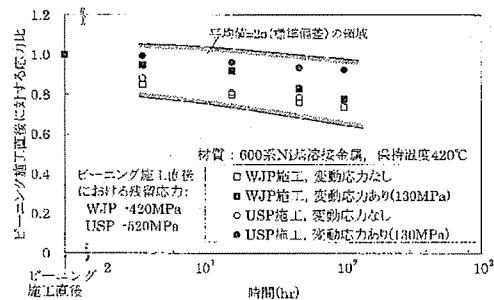 平均値±2σ(標準偏差)の領域
ピーニング施工直後に対する応力比
1.2
1.0
0.8
0.6
0.4
0.2
0
材質：600系Ni基溶接金属, 保持温度420℃
□ WJP施工, 変動応力なし
■ WJP施工, 変動応力あり(130MPa)
○ USP施工, 変動応力なし
● USP施工, 変動応力あり(130MPa)
ピーニング施工直後
における残留応力:
WJP -420MPa
USP -520MPa
ピーニング
施工直後
2
10¹
10²
10³
時間(hr)